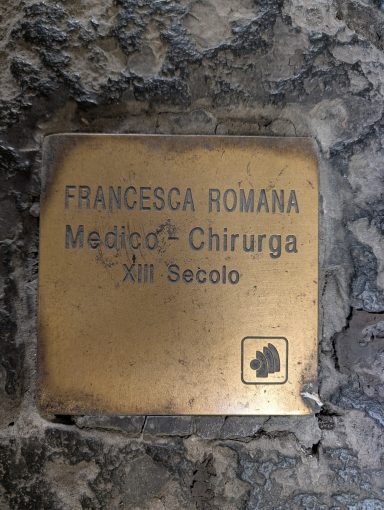 FRANCESCA ROMANA
Medico - Chirurga
XIII Secolo